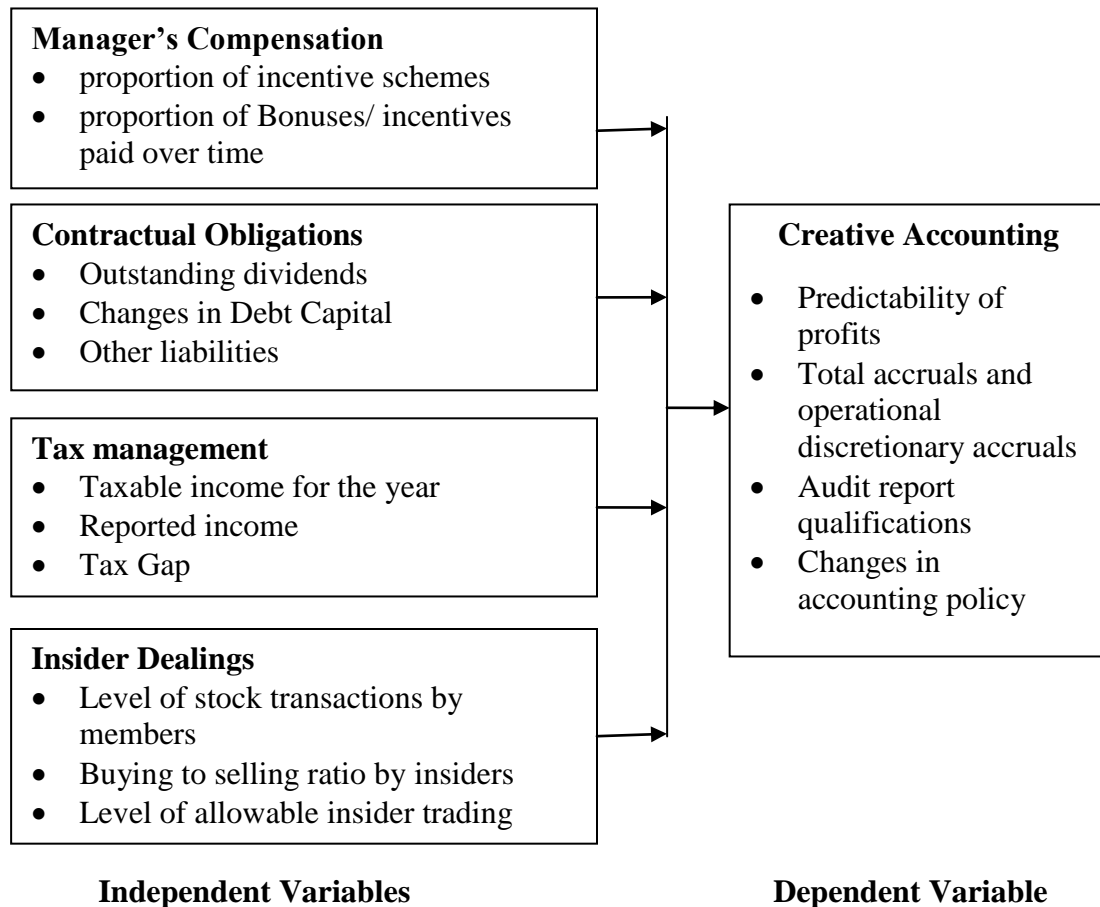 Manager’s Compensation
• proportion of incentive schemes
• proportion of Bonuses/ incentives
paid over time
Contractual Obligations
• Outstanding dividends
• Changes in Debt Capital
• Other liabilities
Tax management
• Taxable income for the year
• Reported income
• Tax Gap
Insider Dealings
• Level of stock transactions by
members
• Buying to selling ratio by insiders
• Level of allowable insider trading
Independent Variables
Creative Accounting
• Predictability of
profits
• Total accruals and
operational
discretionary accruals
• Audit report
qualifications
• Changes in
accounting policy
Dependent Variable